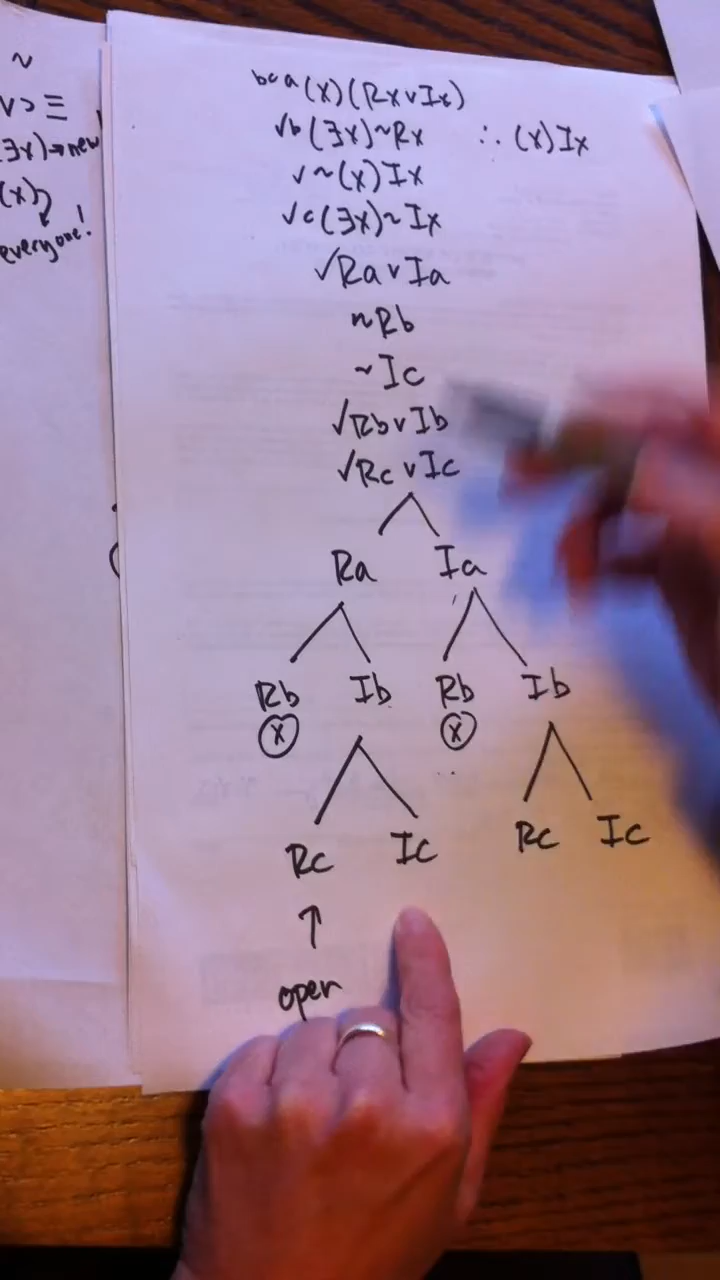 ~
v ⊃ ≡
(∃x)→new
(x)
everyone!
bca(x)(Rx v Ix)
√b(∃x)~Rx ∴ (x)Ix
√~(x)Ix
√c(∃x)~Ix
√Ra v Ia
~Rb
~Ic
√Rb v Ib
√Rc v Ic
Ra Ia
Rb Ib Rb Ib
X X
Rc Ic Rc Ic
↑
open